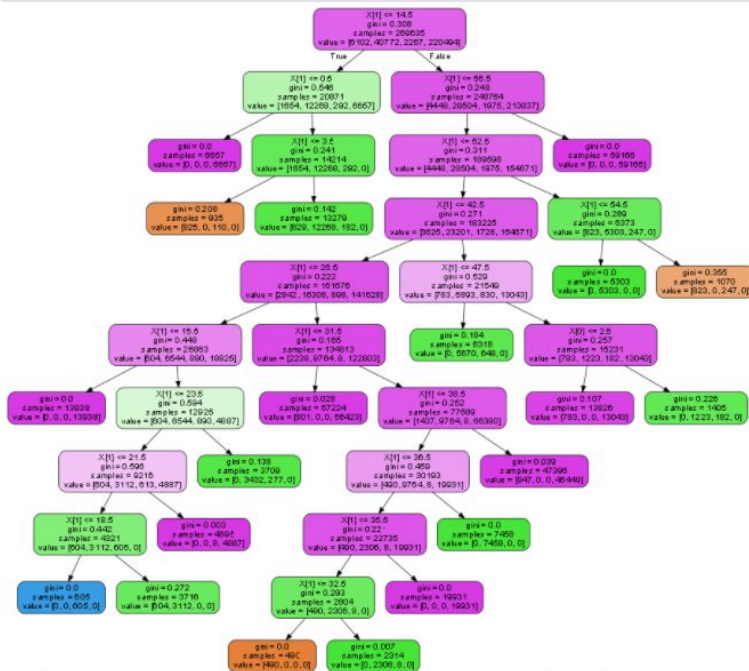 X[1] <= 14.5
gini = 0.308
samples = 269635
value = [6102, 40772, 2267, 220494]
True
False
X[1] <= 0.5
gini = 0.546
samples = 20871
value = [1654, 12268, 292, 6657]
X[1] <= 56.5
gini = 0.248
samples = 248764
value = [4448, 28504, 1975, 213837]
gini = 0.0
samples = 6657
value = [0, 0, 0, 6657]
X[1] <= 3.5
gini = 0.241
samples = 14214
value = [1654, 12268, 292, 0]
X[1] <= 52.5
gini = 0.311
samples = 189598
value = [4448, 28504, 1975, 154671]
gini = 0.0
samples = 59166
value = [0, 0, 0, 59166]
gini = 0.208
samples = 935
value = [825, 0, 110, 0]
gini = 0.142
samples = 13279
value = [829, 12268, 182, 0]
X[1] <= 42.5
gini = 0.271
samples = 183225
value = [3625, 23201, 1728, 154671]
X[1] <= 54.5
gini = 0.289
samples = 6373
value = [823, 5303, 247, 0]
X[1] <= 26.5
gini = 0.222
samples = 161676
value = [2842, 16308, 898, 141628]
X[1] <= 47.5
gini = 0.529
samples = 21549
value = [783, 6893, 830, 13043]
gini = 0.0
samples = 5303
value = [0, 5303, 0, 0]
gini = 0.355
samples = 1070
value = [823, 0, 247, 0]
X[1] <= 15.5
gini = 0.448
samples = 26863
value = [604, 6544, 890, 18825]
X[1] <= 31.5
gini = 0.165
samples = 134813
value = [2238, 9764, 8, 122803]
gini = 0.184
samples = 6318
value = [0, 5670, 648, 0]
X[0] <= 2.5
gini = 0.257
samples = 15231
value = [783, 1223, 182, 13043]
gini = 0.0
samples = 13938
value = [0, 0, 0, 13938]
X[1] <= 23.5
gini = 0.594
samples = 12925
value = [604, 6544, 890, 4887]
gini = 0.028
samples = 57224
value = [801, 0, 0, 56423]
X[1] <= 38.5
gini = 0.252
samples = 77589
value = [1437, 9764, 8, 66380]
gini = 0.107
samples = 13826
value = [783, 0, 0, 13043]
gini = 0.226
samples = 1405
value = [0, 1223, 182, 0]
X[1] <= 21.5
gini = 0.596
samples = 9216
value = [604, 3112, 613, 4887]
gini = 0.138
samples = 3709
value = [0, 3432, 277, 0]
X[1] <= 36.5
gini = 0.459
samples = 30193
value = [490, 9764, 8, 19931]
gini = 0.039
samples = 47396
value = [947, 0, 0, 46449]
X[1] <= 18.5
gini = 0.442
samples = 4321
value = [604, 3112, 605, 0]
gini = 0.003
samples = 4895
value = [0, 0, 8, 4887]
X[1] <= 35.5
gini = 0.22
samples = 22735
value = [490, 2306, 8, 19931]
gini = 0.0
samples = 7458
value = [0, 7458, 0, 0]
gini = 0.0
samples = 605
value = [0, 0, 605, 0]
gini = 0.272
samples = 3716
value = [604, 3112, 0, 0]
X[1] <= 32.5
gini = 0.293
samples = 2804
value = [490, 2306, 8, 0]
gini = 0.0
samples = 19931
value = [0, 0, 0, 19931]
gini = 0.0
samples = 490
value = [490, 0, 0, 0]
gini = 0.007
samples = 2314
value = [0, 2306, 8, 0]